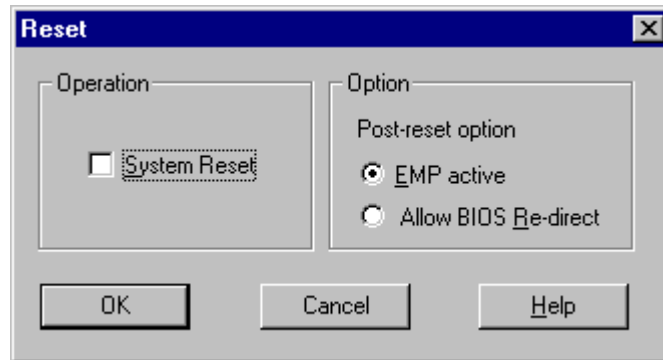 Reset
Operation
System Reset
Option
Post-reset option
EMP active
Allow BIOS Re-direct
OK
Cancel
Help